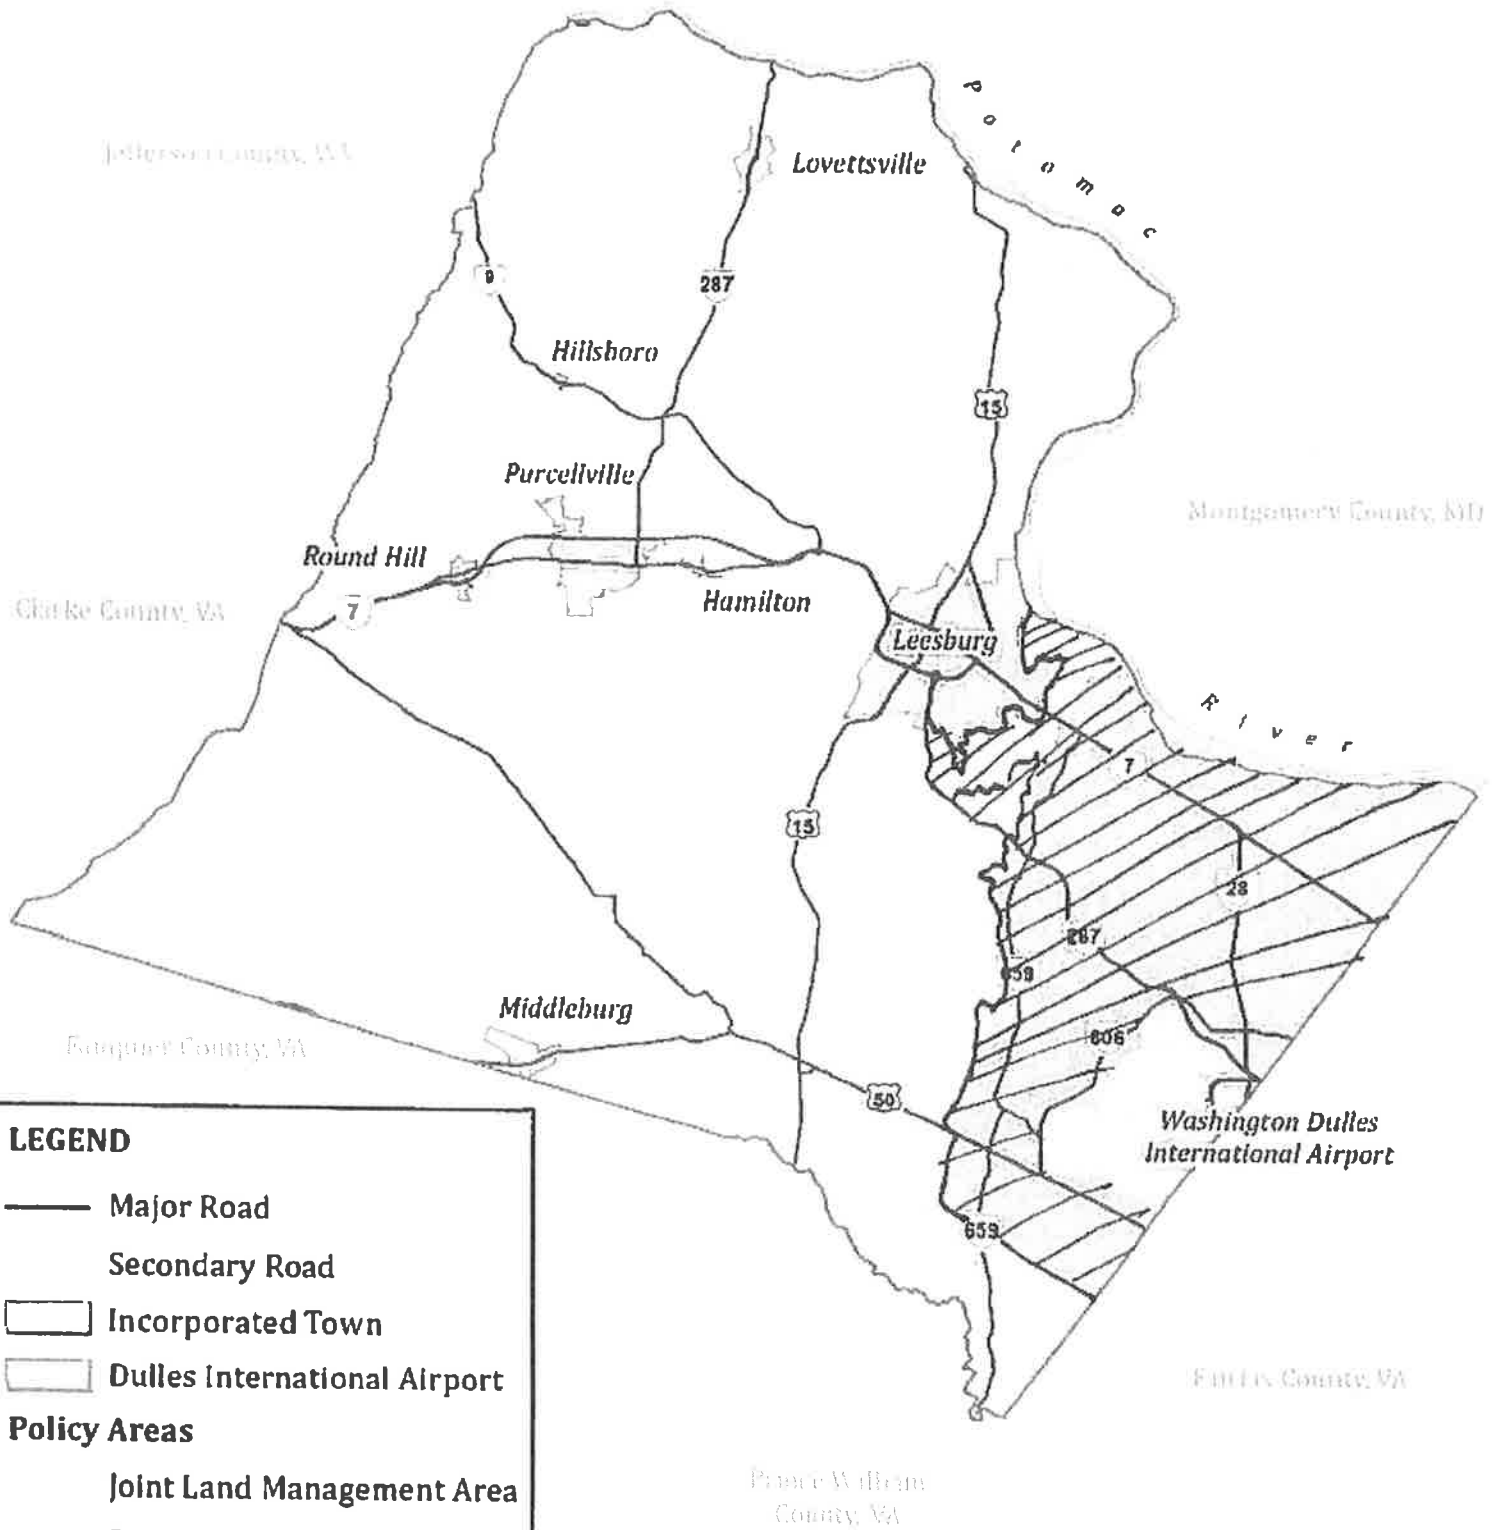 Potomac
Jefferson County, WV
Lovettsville
9
287
Hillsboro
15
Purcellville
Montgomery County, MD
Round Hill
Clarke County, VA
7
Hamilton
Leesburg
River
7
15
28
267
659
Middleburg
606
Fauquier County, VA
50
Washington Dulles
International Airport
LEGEND
Major Road
659
Secondary Road
Incorporated Town
Dulles International Airport
Fairfax County, VA
Policy Areas
Joint Land Management Area
Prince William
County, VA